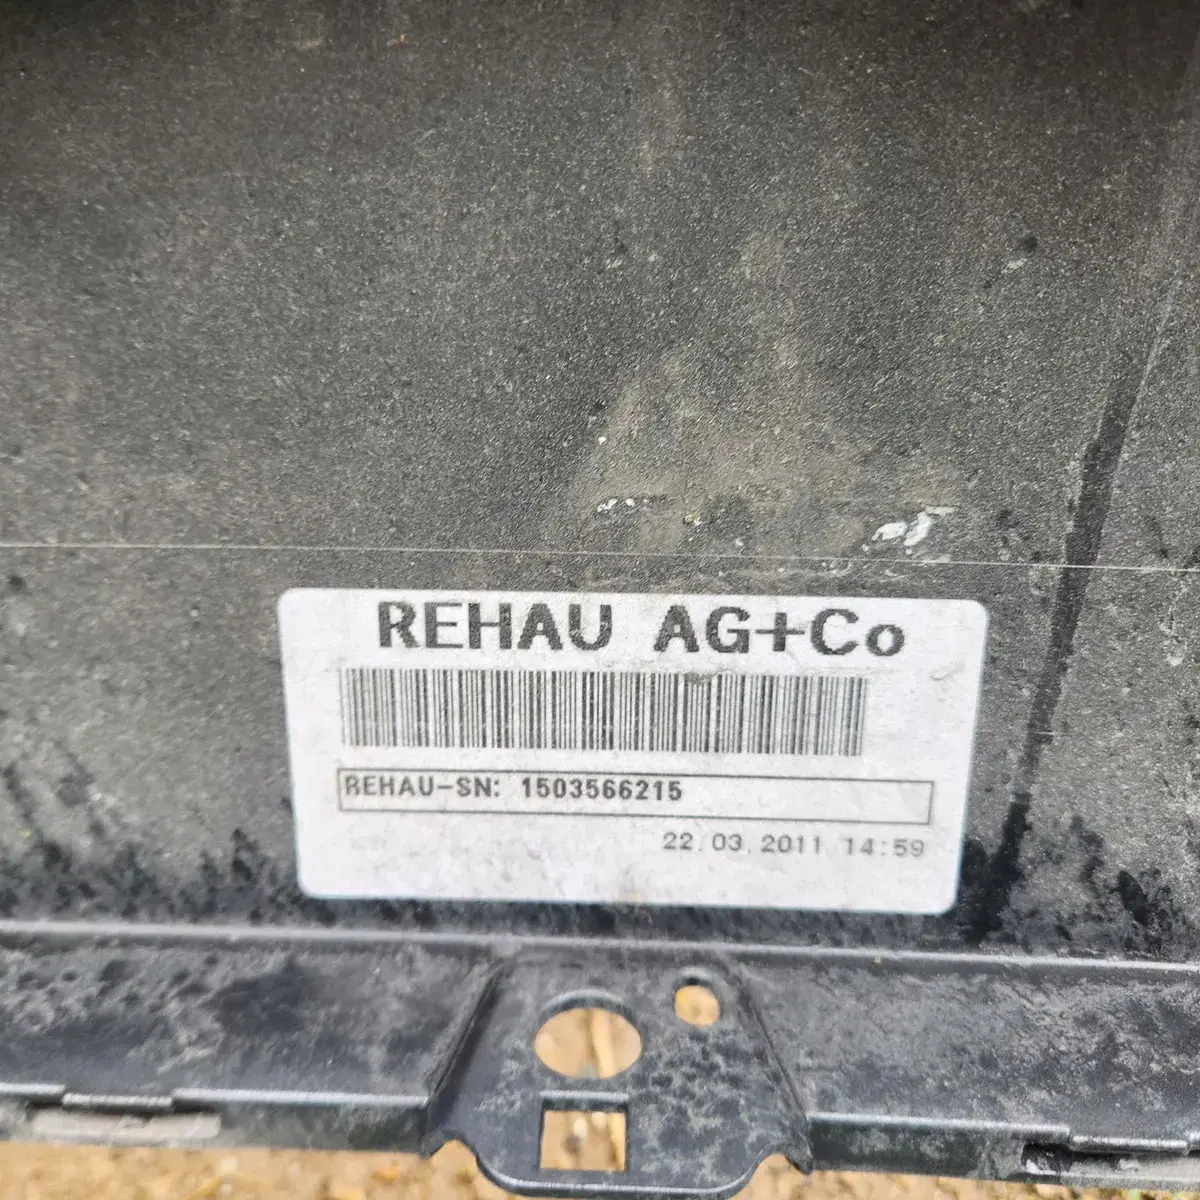 REHAU AG+Co
REHAU-SN: 1503566215
22.03.2011 14:59